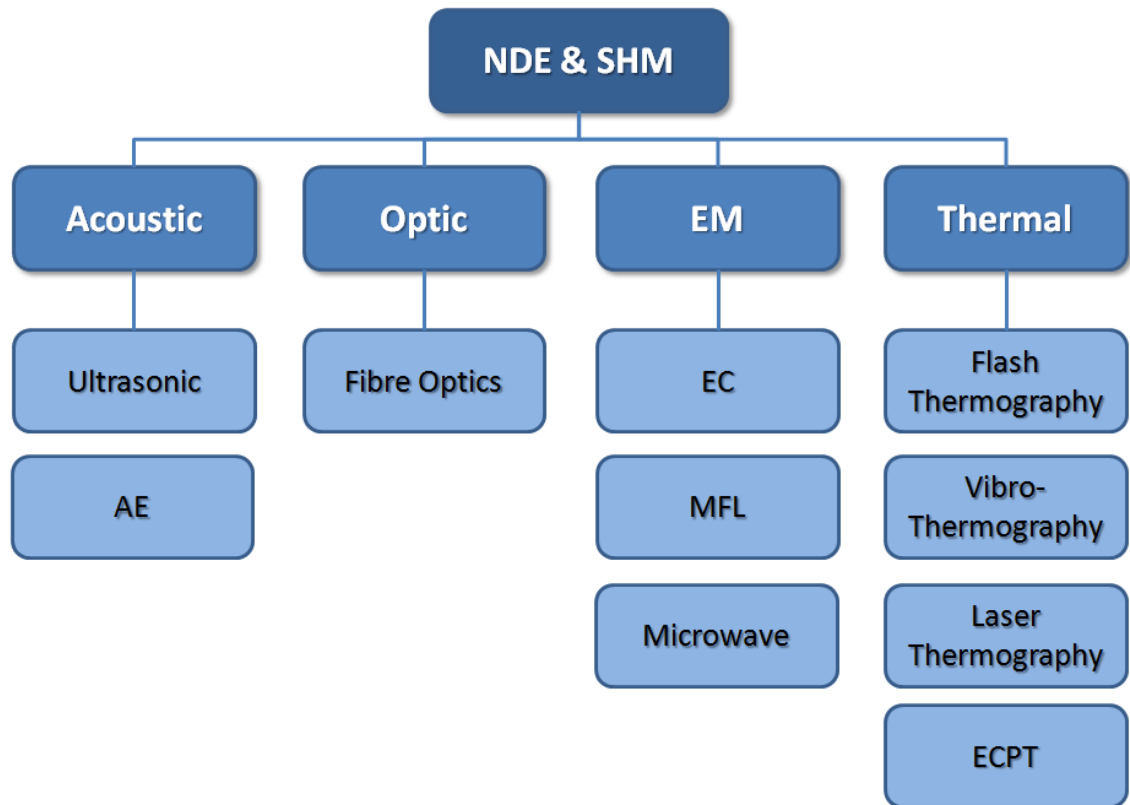 NDE & SHM
Acoustic
Optic
EM
Thermal
Ultrasonic
Fibre Optics
EC
Flash
Thermography
AE
MFL
Vibro-
Thermography
Microwave
Laser
Thermography
ECPT